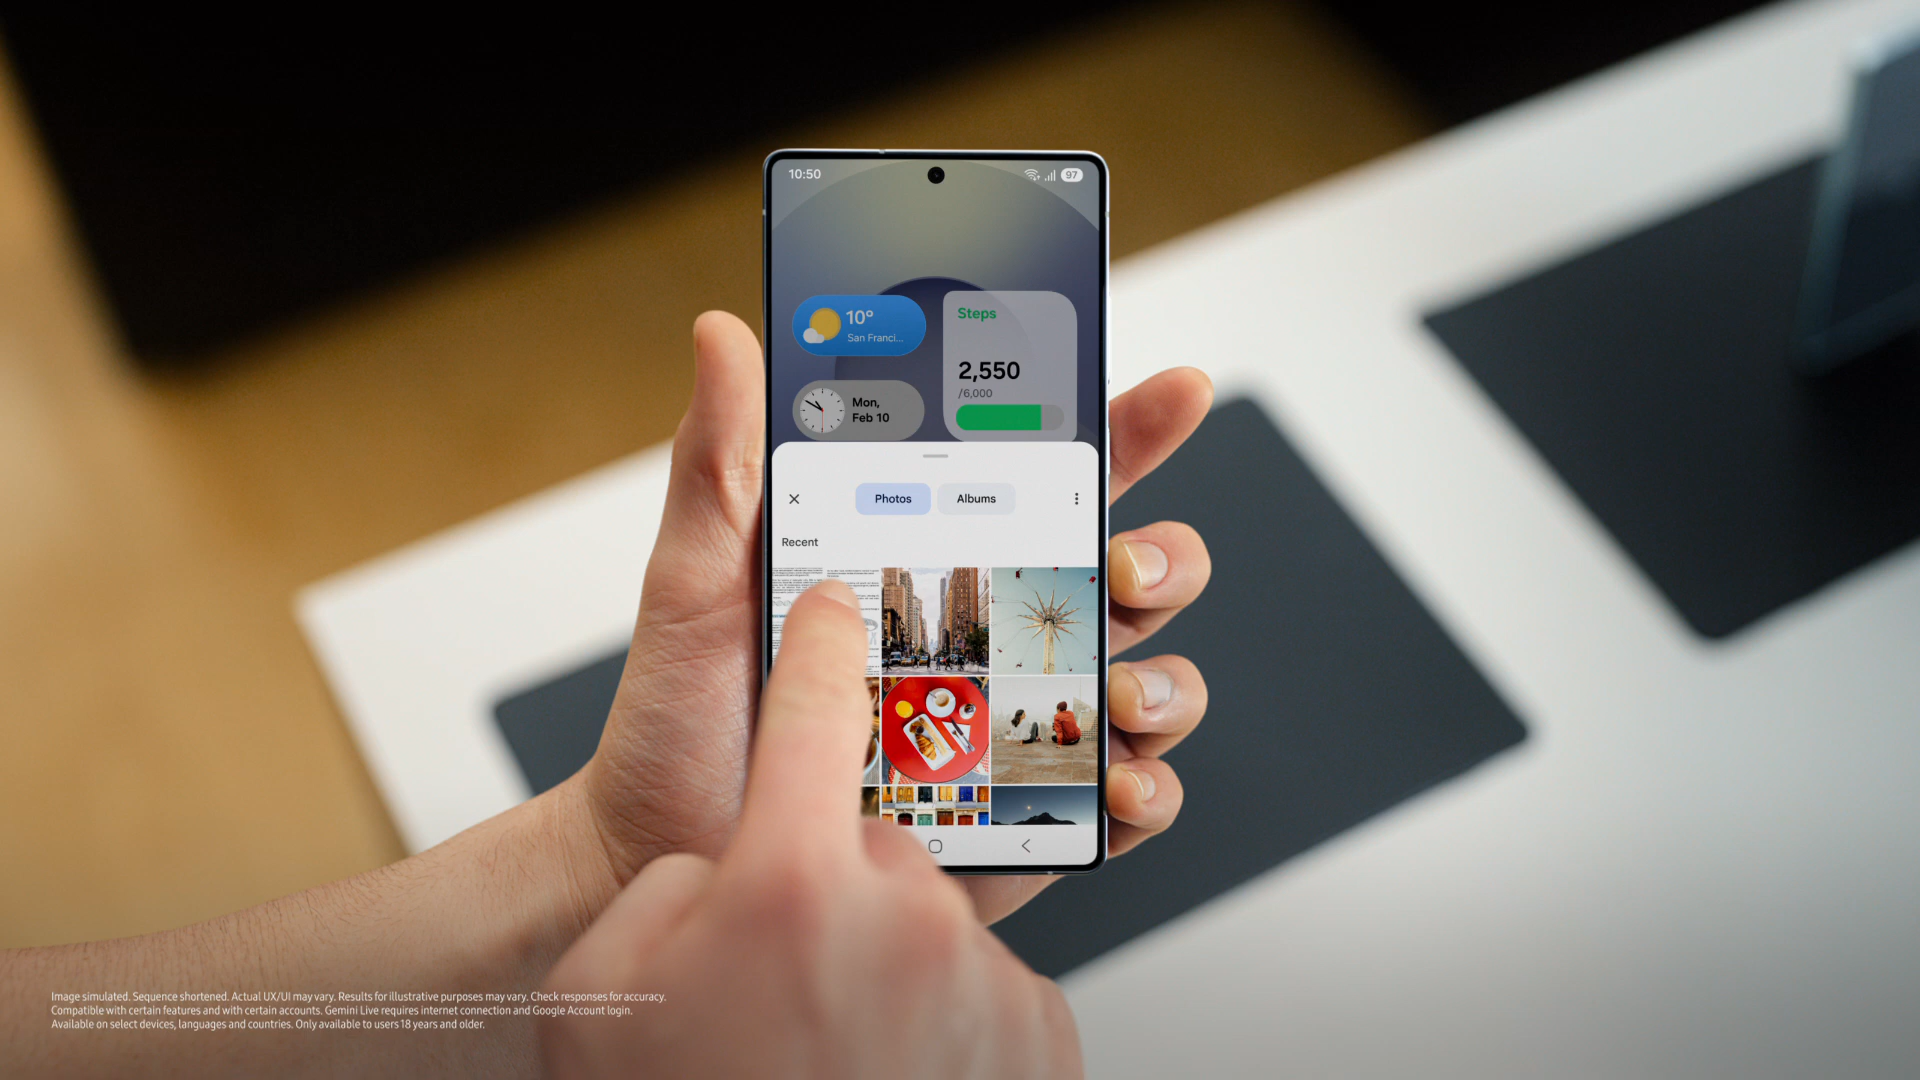 10:50
97
10°
San Franci...
Steps
2,550
/6,000
Mon,
Feb 10
Photos
Albums
Recent
Image simulated. Sequence shortened. Actual UX/UI may vary. Results for illustrative purposes may vary. Check responses for accuracy.
Compatible with certain features and with certain accounts. Gemini Live requires internet connection and Google Account login.
Available on select devices, languages and countries. Only available to users 18 years and older.